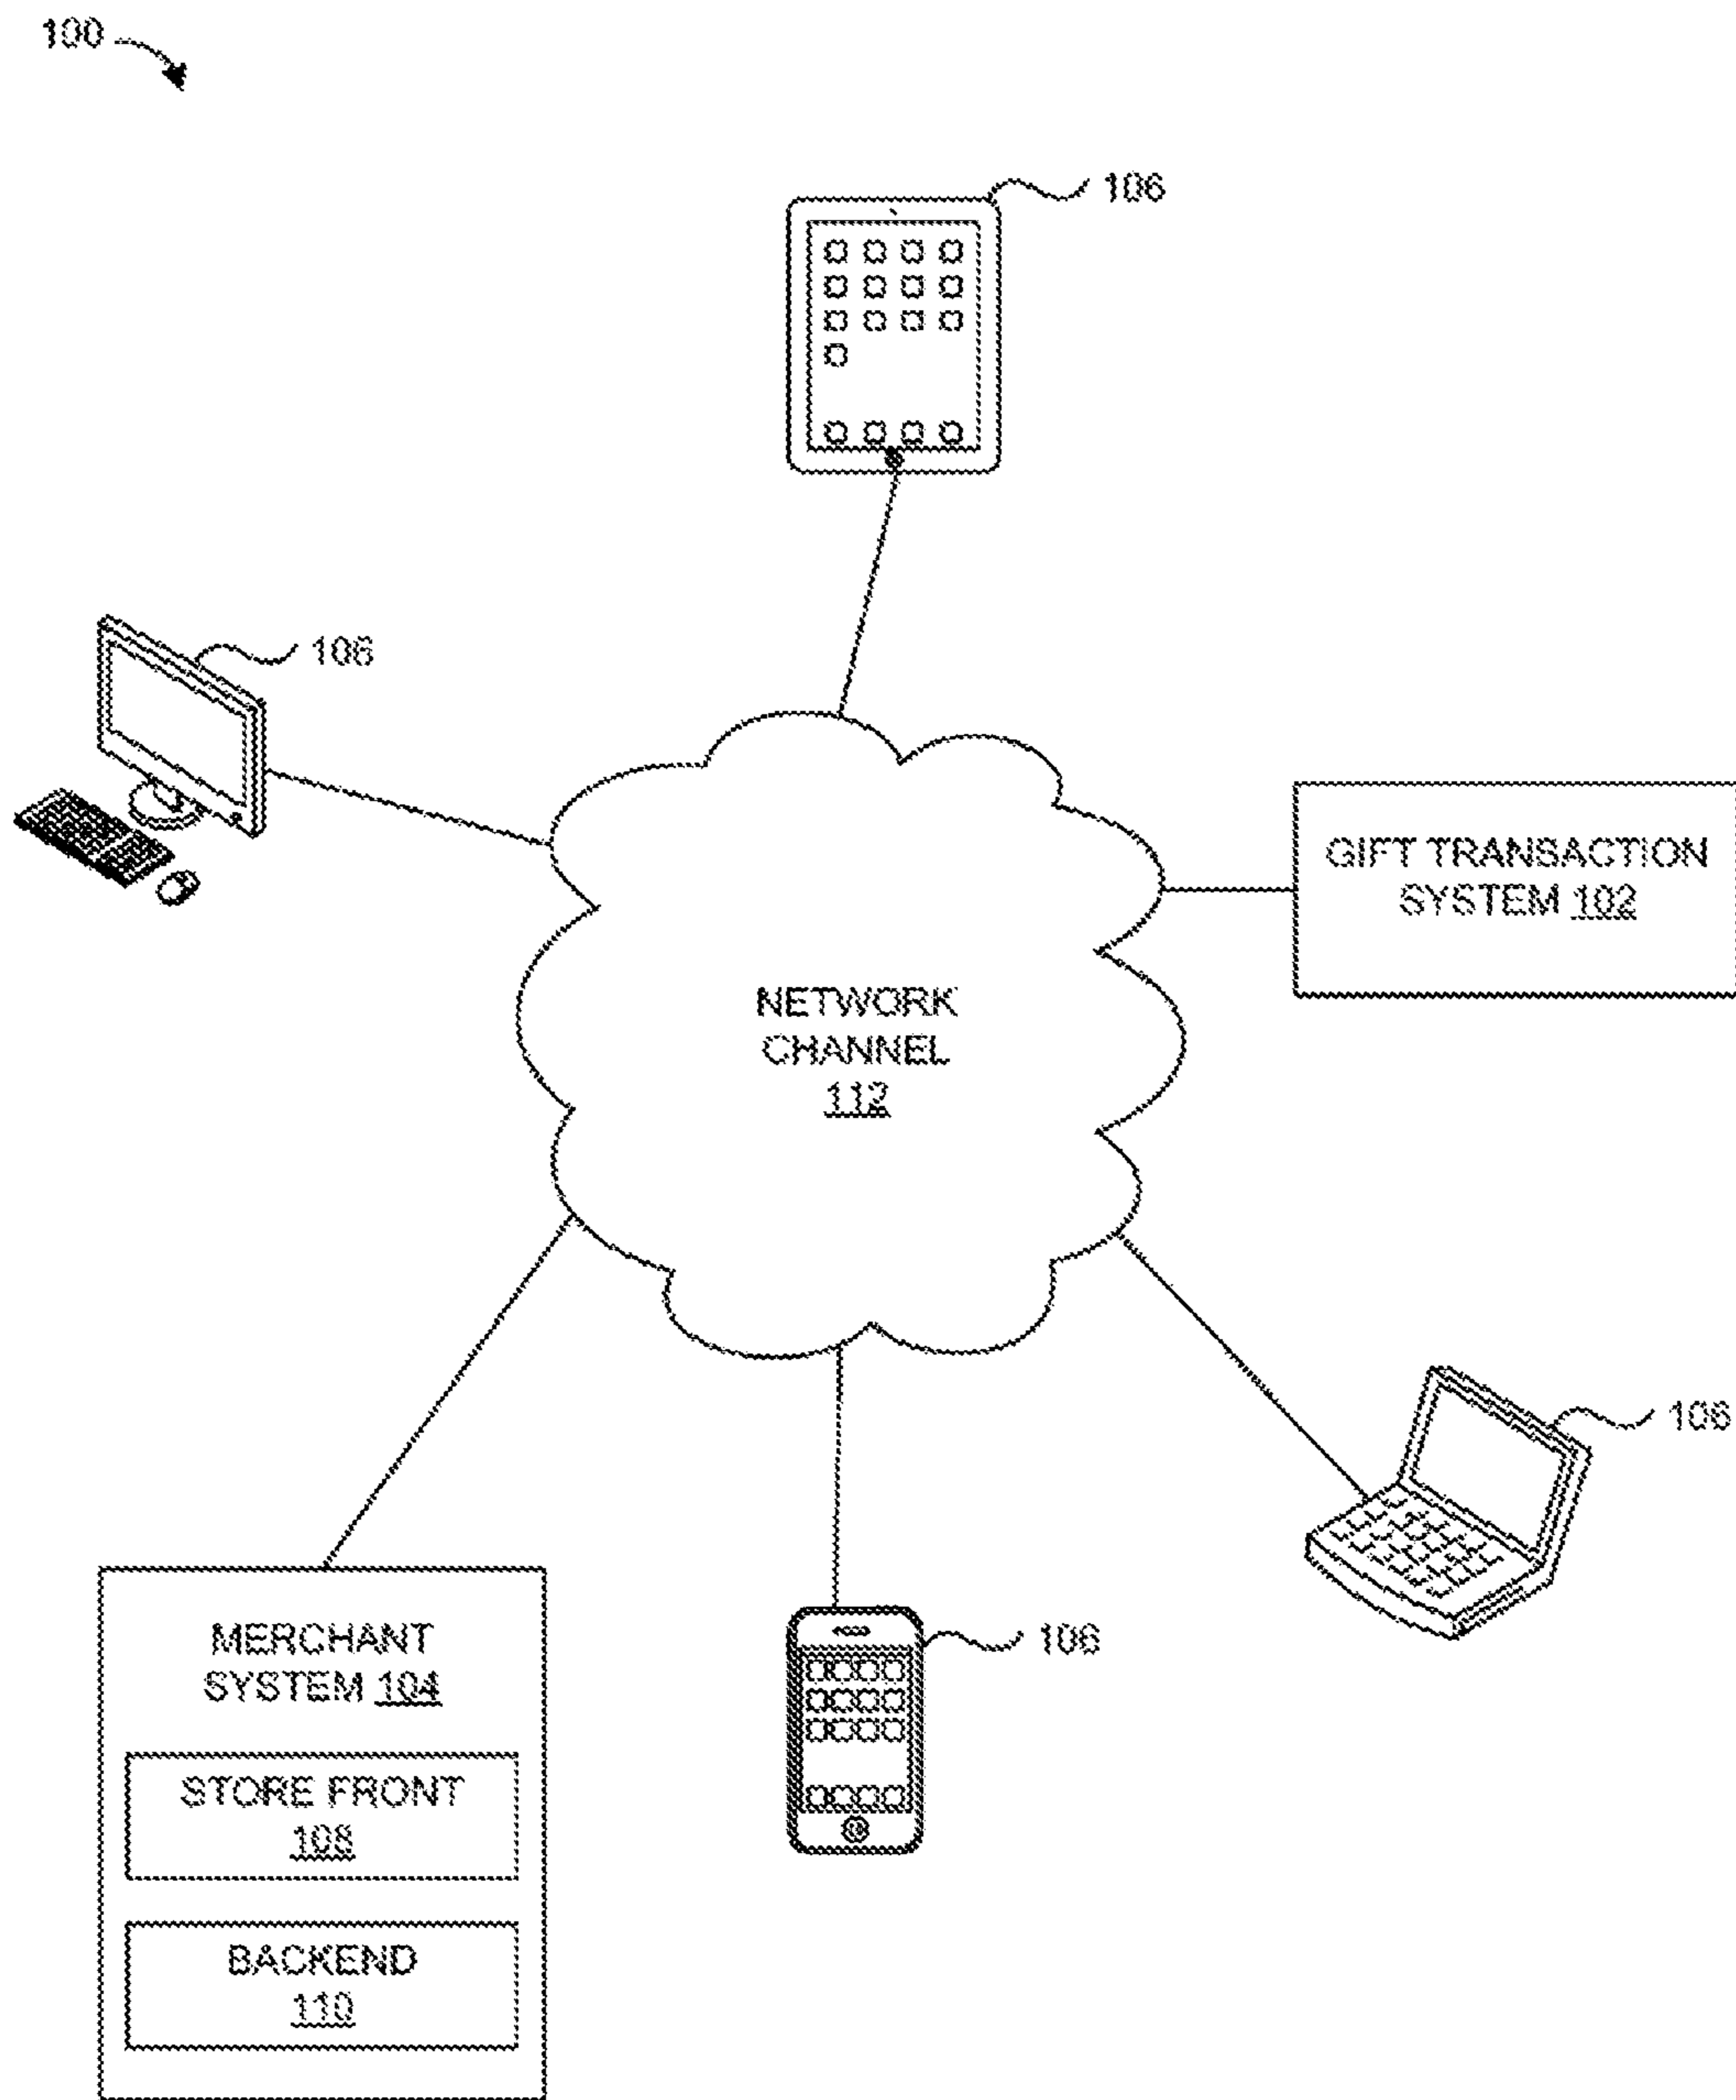 100
106
106
GIFT TRANSACTION
SYSTEM 102
NETWORK
CHANNEL
112
106
106
MERCHANT
SYSTEM 104
STORE FRONT
108
BACKEND
110